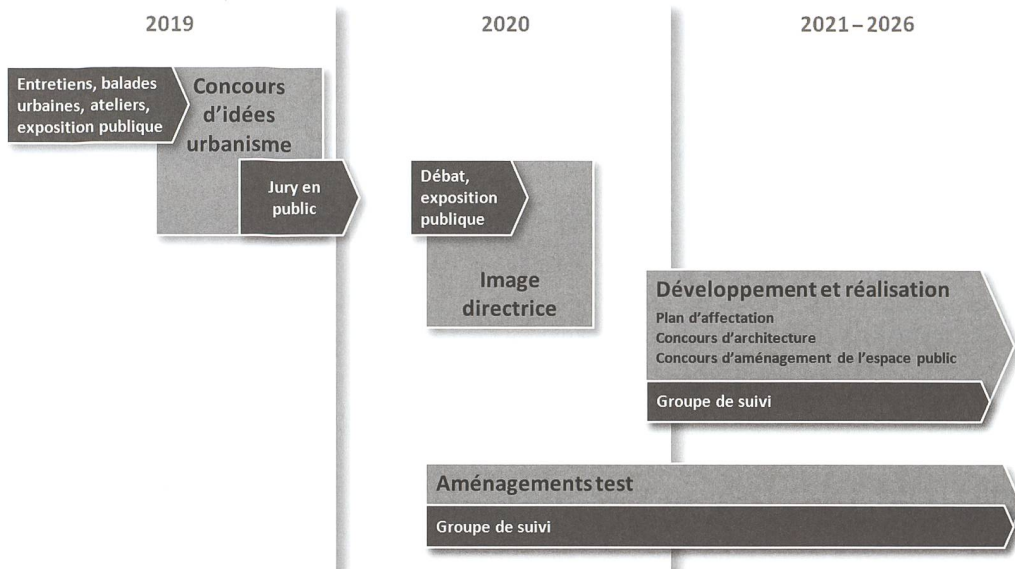 2019
2020
2021–2026
Entretiens, balades
urbaines, ateliers,
exposition publique
Concours
d'idées
urbanisme
Jury en
public
Débat,
exposition
publique
Image
directrice
Développement et réalisation
Plan d'affectation
Concours d'architecture
Concours d'aménagement de l'espace public
Groupe de suivi
Aménagements test
Groupe de suivi